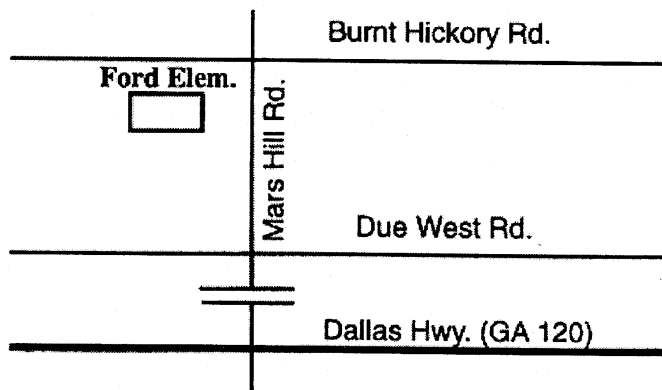 Burnt Hickory Rd.
Ford Elem.
Mars Hill Rd.
Due West Rd.
Dallas Hwy. (GA 120)